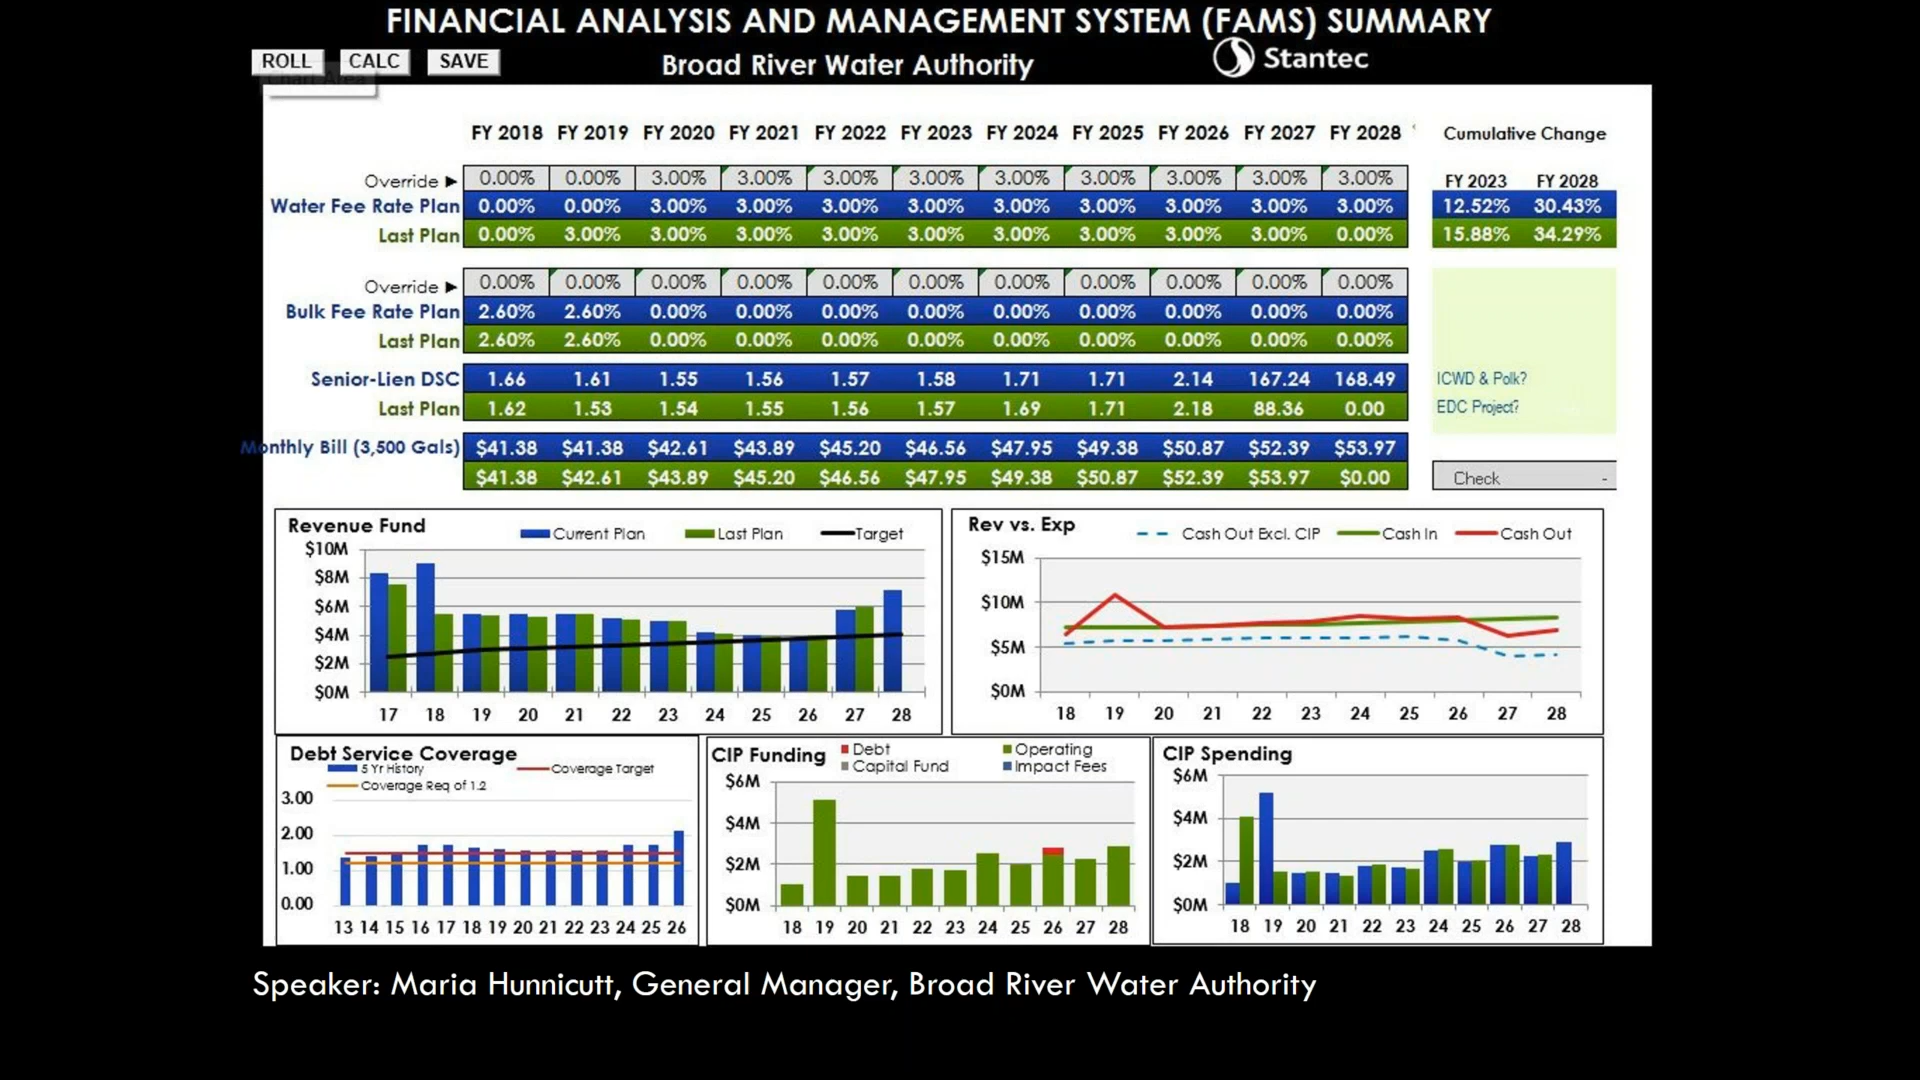 FINANCIAL ANALYSIS AND MANAGEMENT SYSTEM (FAMS) SUMMARY
ROLL CALC SAVE Broad River Water Authority Stantec
Chart Area
FY 2018 FY 2019 FY 2020 FY 2021 FY 2022 FY 2023 FY 2024 FY 2025 FY 2026 FY 2027 FY 2028 Cumulative Change
Override ► 0.00% 0.00% 3.00% 3.00% 3.00% 3.00% 3.00% 3.00% 3.00% 3.00% 3.00% FY 2023 FY 2028
Water Fee Rate Plan 0.00% 0.00% 3.00% 3.00% 3.00% 3.00% 3.00% 3.00% 3.00% 3.00% 3.00% 12.52% 30.43%
Last Plan 0.00% 3.00% 3.00% 3.00% 3.00% 3.00% 3.00% 3.00% 3.00% 3.00% 0.00% 15.88% 34.29%
Override ► 0.00% 0.00% 0.00% 0.00% 0.00% 0.00% 0.00% 0.00% 0.00% 0.00% 0.00%
Bulk Fee Rate Plan 2.60% 2.60% 0.00% 0.00% 0.00% 0.00% 0.00% 0.00% 0.00% 0.00% 0.00%
Last Plan 2.60% 2.60% 0.00% 0.00% 0.00% 0.00% 0.00% 0.00% 0.00% 0.00% 0.00%
Senior-Lien DSC 1.66 1.61 1.55 1.56 1.57 1.58 1.71 1.71 2.14 167.24 168.49 ICWD & Polk?
Last Plan 1.62 1.53 1.54 1.55 1.56 1.57 1.69 1.71 2.18 88.36 0.00 EDC Project?
Monthly Bill (3,500 Gals) $41.38 $41.38 $42.61 $43.89 $45.20 $46.56 $47.95 $49.38 $50.87 $52.39 $53.97
$41.38 $42.61 $43.89 $45.20 $46.56 $47.95 $49.38 $50.87 $52.39 $53.97 $0.00 Check -
Revenue Fund
Current Plan Last Plan Target
$10M
$8M
$6M
$4M
$2M
$0M
17 18 19 20 21 22 23 24 25 26 27 28
Rev vs. Exp
Cash Out Excl. CIP Cash In Cash Out
$15M
$10M
$5M
$0M
18 19 20 21 22 23 24 25 26 27 28
Debt Service Coverage
5 Yr History Coverage Target
Coverage Req of 1.2
3.00
2.00
1.00
0.00
13 14 15 16 17 18 19 20 21 22 23 24 25 26
CIP Funding
Debt Operating
Capital Fund Impact Fees
$6M
$4M
$2M
$0M
18 19 20 21 22 23 24 25 26 27 28
CIP Spending
$6M
$4M
$2M
$0M
18 19 20 21 22 23 24 25 26 27 28
Speaker: Maria Hunnicutt, General Manager, Broad River Water Authority